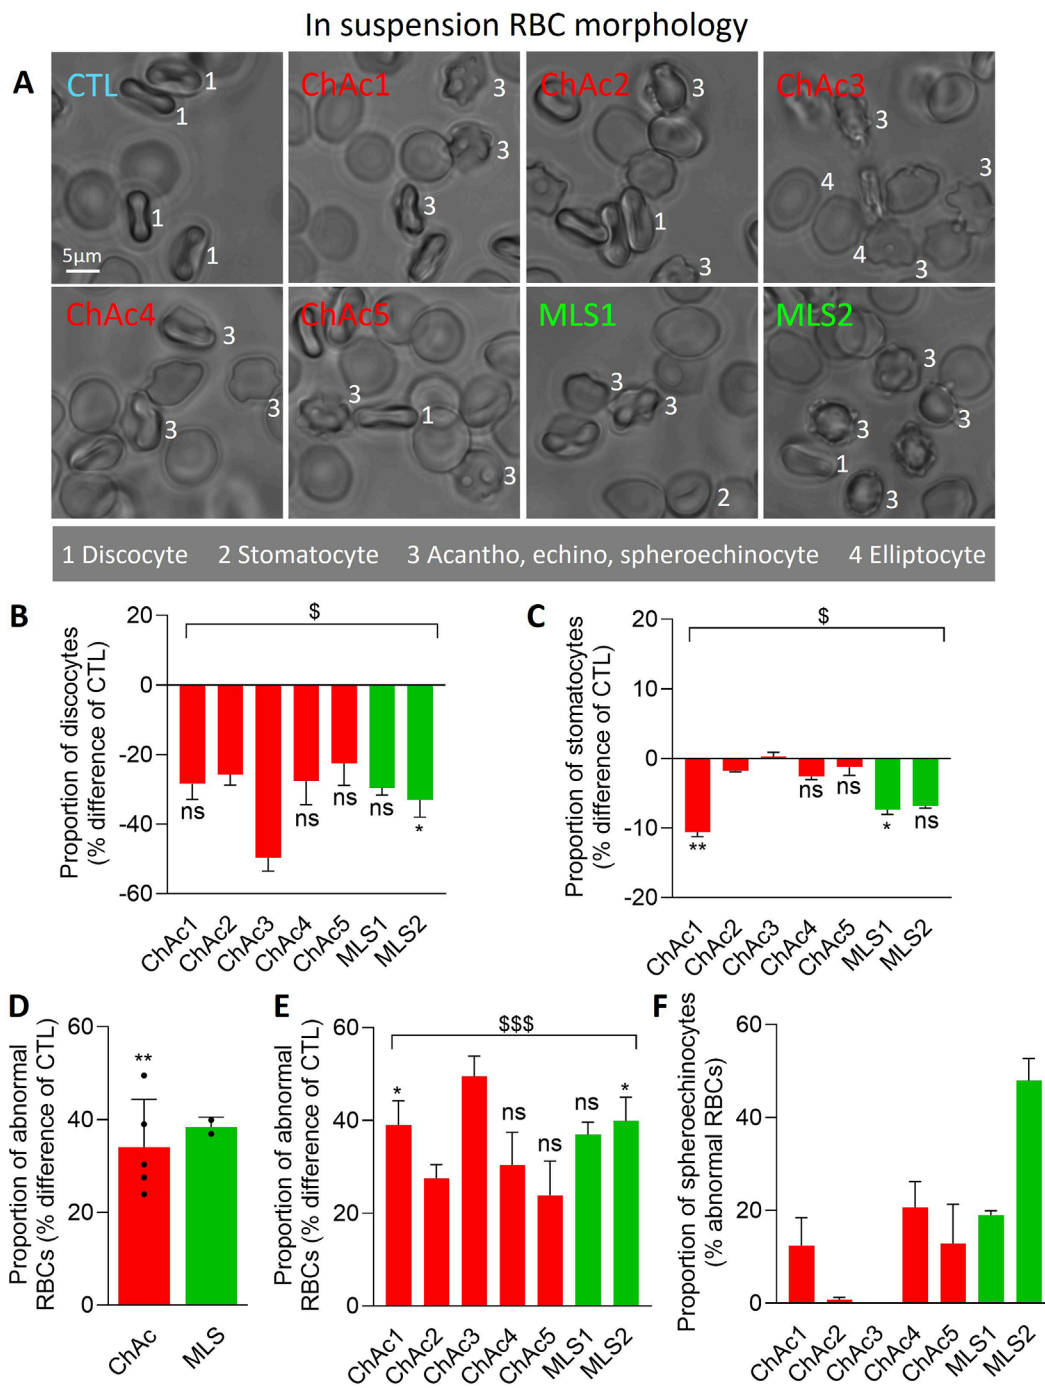 In suspension RBC morphology
A
CTL
1
1
1
1
5µm
ChAc1
3
3
3
ChAc2
3
1
3
ChAc3
3
3
4
4
3
ChAc4
3
3
3
ChAc5
3
1
3
MLS1
3
3
2
MLS2
3
3
3
1
3
1 Discocyte 2 Stomatocyte 3 Acantho, echino, spheroechinocyte 4 Elliptocyte
B
Proportion of discocytes
(% difference of CTL)
20
0
-20
-40
-60
$
ns
ns
ns
ns
*
ChAc1
ChAc2
ChAc3
ChAc4
ChAc5
MLS1
MLS2
C
Proportion of stomatocytes
(% difference of CTL)
20
10
0
-10
-20
$
**
ns
ns
*
ns
ChAc1
ChAc2
ChAc3
ChAc4
ChAc5
MLS1
MLS2
D
Proportion of abnormal
RBCs (% difference of CTL)
60
40
20
0
**
ChAc
MLS
E
Proportion of abnormal
RBCs (% difference of CTL)
60
40
20
0
$$$
*
ns
ns
ns
*
ChAc1
ChAc2
ChAc3
ChAc4
ChAc5
MLS1
MLS2
F
Proportion of spheroechinocytes
(% abnormal RBCs)
60
40
20
0
ChAc1
ChAc2
ChAc3
ChAc4
ChAc5
MLS1
MLS2